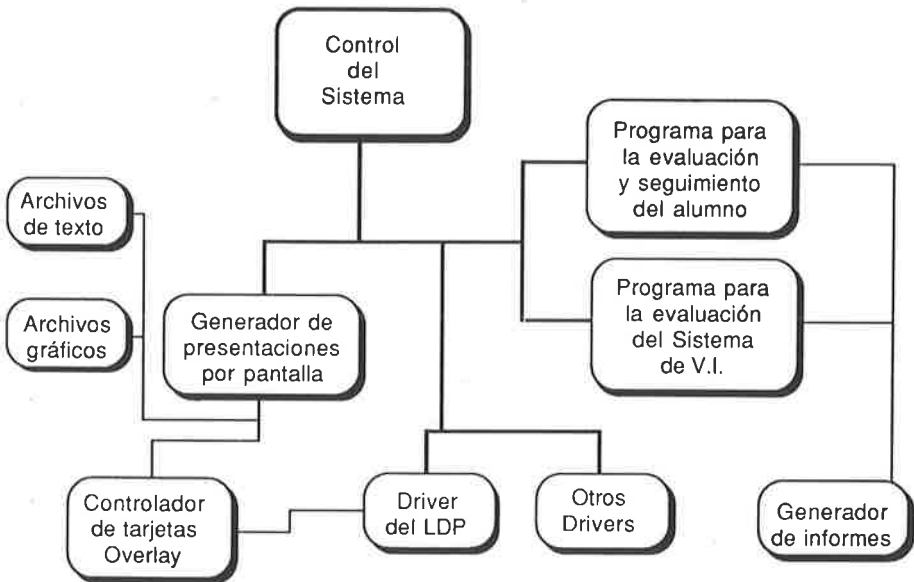 Control
del
Sistema
Programa para
la evaluación
y seguimiento
del alumno
Archivos
de texto
Archivos
gráficos
Generador de
presentaciones
por pantalla
Programa para
la evaluación
del Sistema
de V.I.
Controlador
de tarjetas
Overlay
Driver
del LDP
Otros
Drivers
Generador
de informes